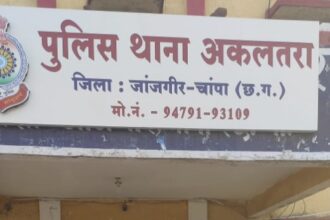 पुलिस थाना अकलतरा
जिला : जांजगीर-चांपा (छ.ग.)
मो.नं. - 94791-93109